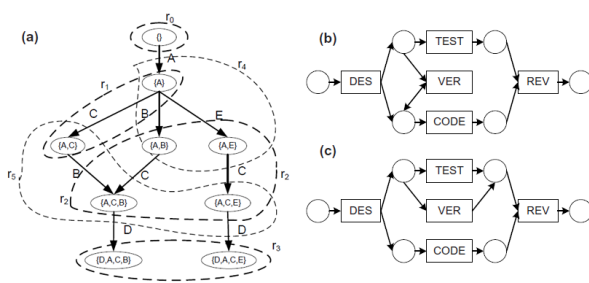 (a)
r0
{}
A
r4
{A}
r1
C
B
E
{A,C}
{A,B}
{A,E}
r5
B
C
C
r2
r2
{A,C,B}
{A,C,E}
D
D
{D,A,C,B}
{D,A,C,E}
r3
(b)
TEST
DES
VER
REV
CODE
(c)
TEST
DES
VER
REV
CODE